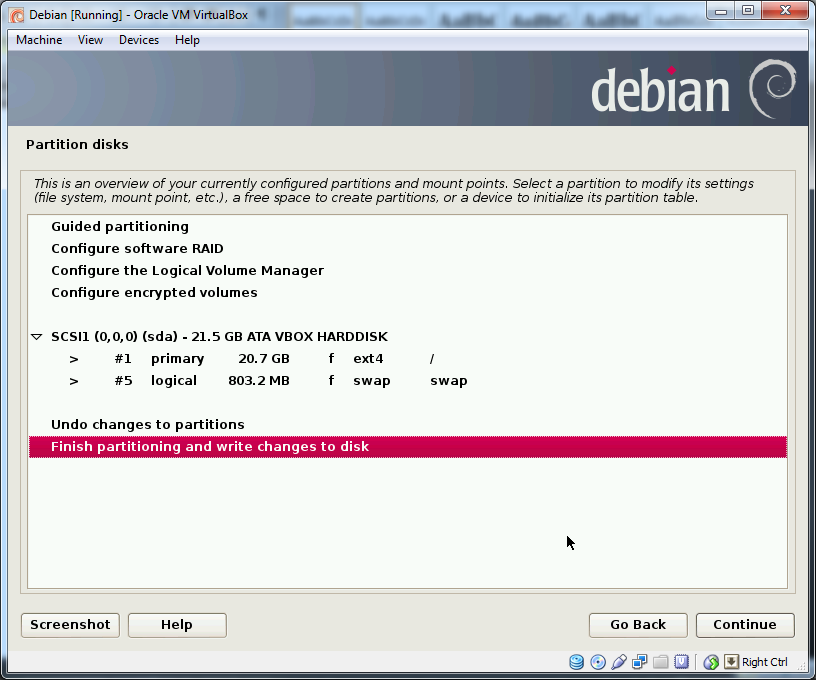 Debian [Running] - Oracle VM VirtualBox
Machine View Devices Help
debian
Partition disks
This is an overview of your currently configured partitions and mount points. Select a partition to modify its settings
(file system, mount point, etc.), a free space to create partitions, or a device to initialize its partition table.
Guided partitioning
Configure software RAID
Configure the Logical Volume Manager
Configure encrypted volumes
SCSI1 (0,0,0) (sda) - 21.5 GB ATA VBOX HARDDISK
> #1 primary 20.7 GB f ext4 /
> #5 logical 803.2 MB f swap swap
Undo changes to partitions
Finish partitioning and write changes to disk
Screenshot Help Go Back Continue
Right Ctrl